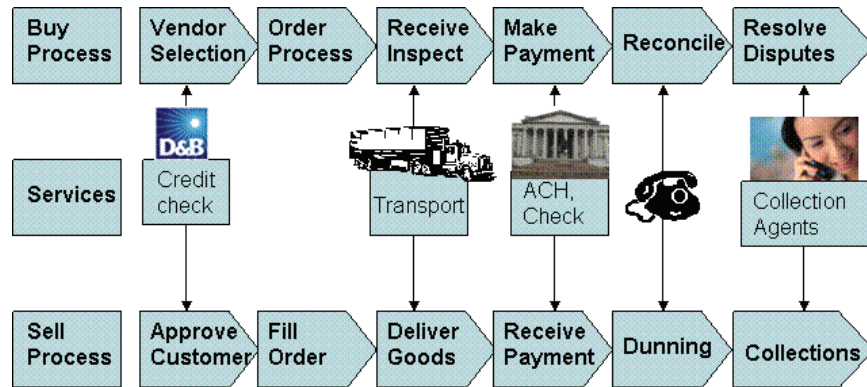 Buy
Process
Vendor
Selection
Order
Process
Receive
Inspect
Make
Payment
Reconcile
Resolve
Disputes
D&B
Services
Credit
check
Transport
ACH,
Check
Collection
Agents
Sell
Process
Approve
Customer
Fill
Order
Deliver
Goods
Receive
Payment
Dunning
Collections